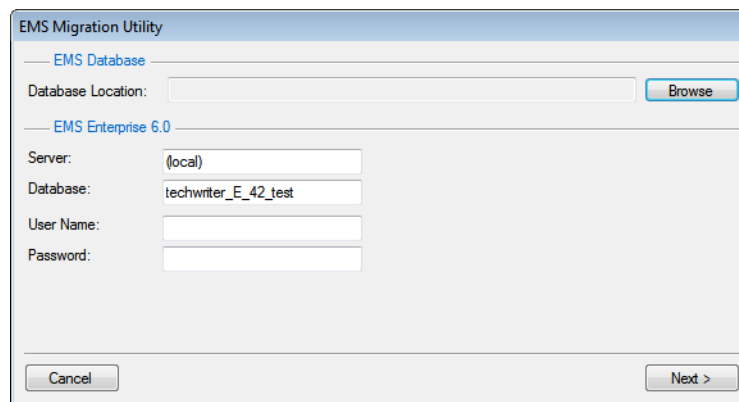 EMS Migration Utility
EMS Database
Database Location: Browse
EMS Enterprise 6.0
Server: (local)
Database: techwriter_E_42_test
User Name:
Password:
Cancel Next >